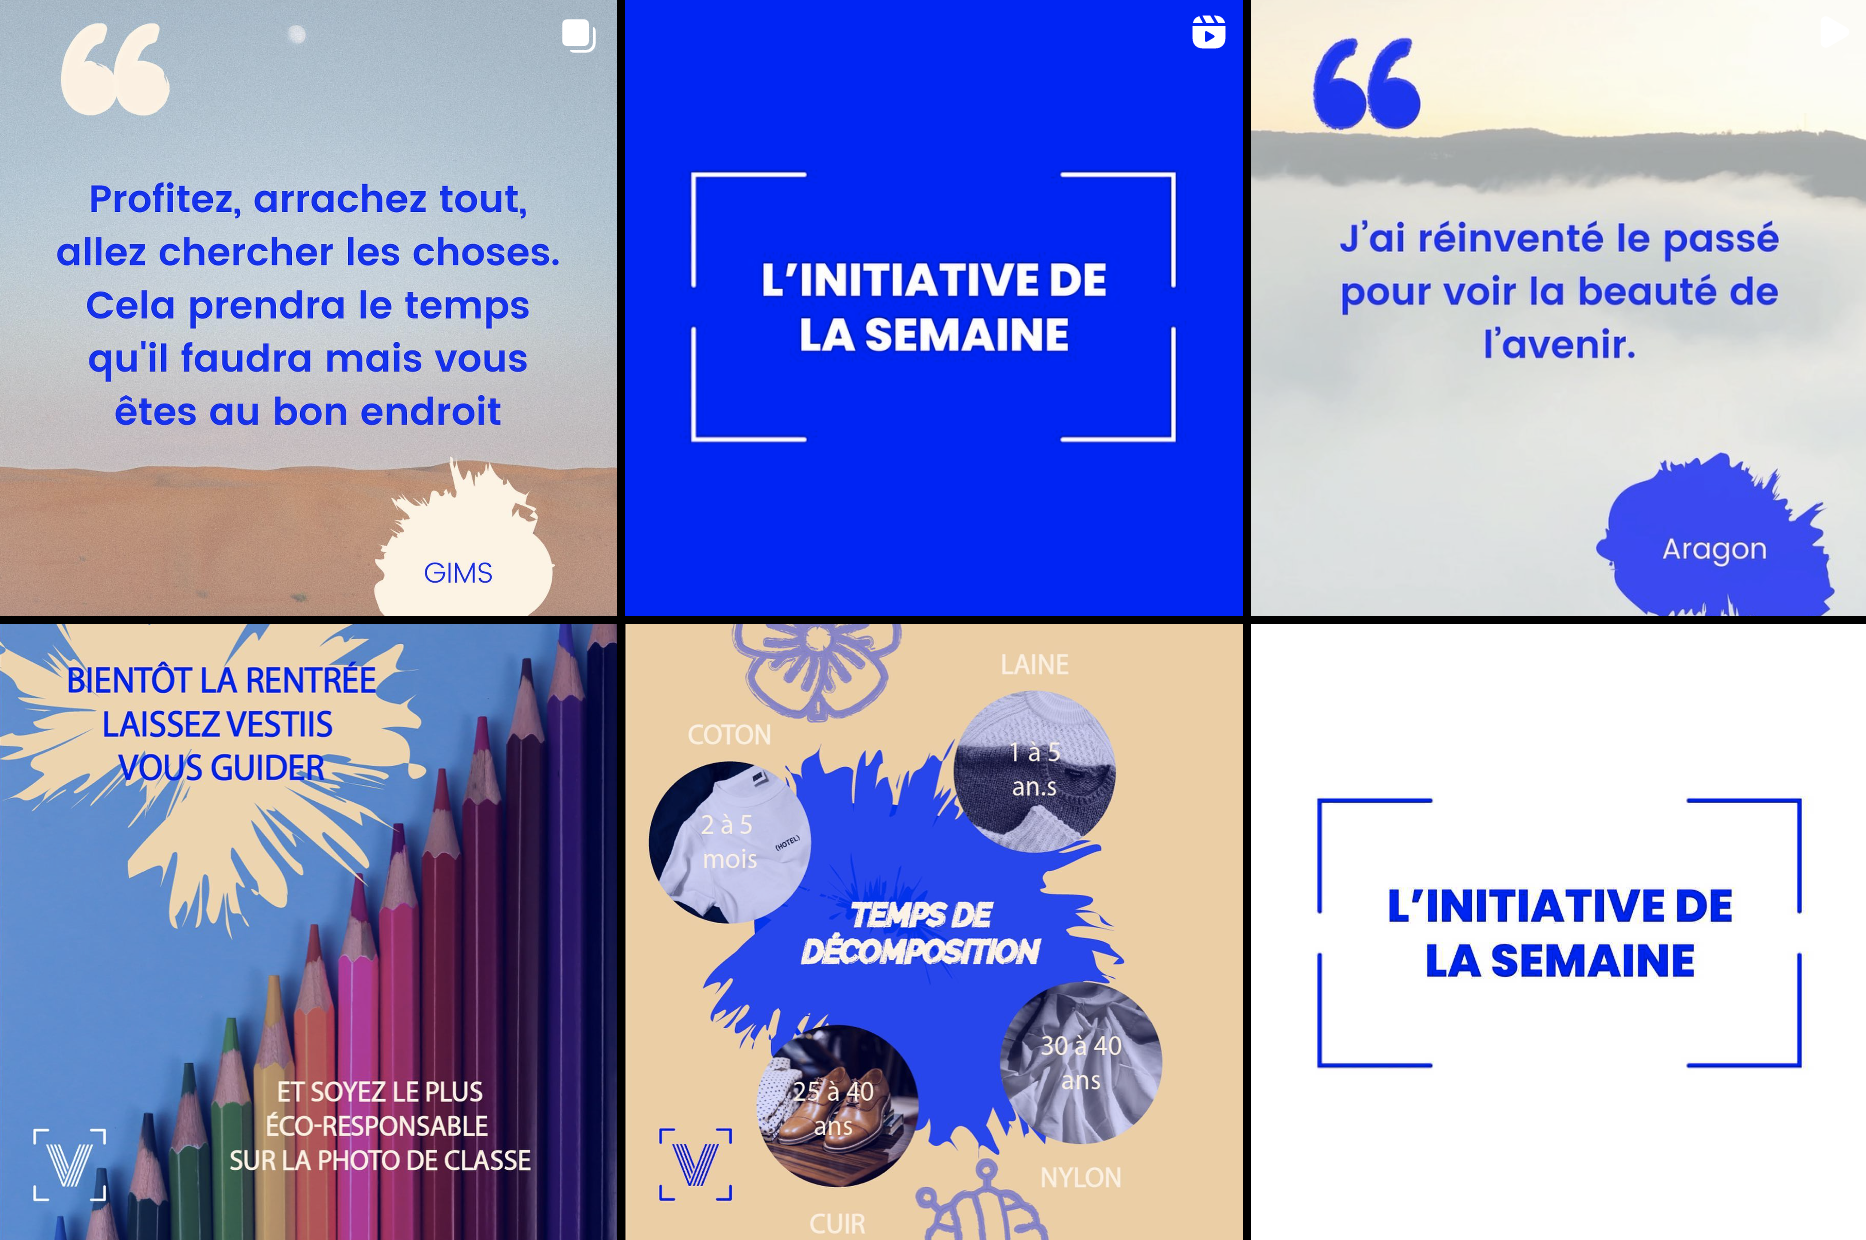 Profitez, arrachez tout,
allez chercher les choses.
Cela prendra le temps
qu'il faudra mais vous
êtes au bon endroit
GIMS
L’INITIATIVE DE
LA SEMAINE
J’ai réinventé le passé
pour voir la beauté de
l’avenir.
Aragon
BIENTÔT LA RENTRÉE
LAISSEZ VESTIIS
VOUS GUIDER
ET SOYEZ LE PLUS
ÉCO-RESPONSABLE
SUR LA PHOTO DE CLASSE
V
LAINE
1 à 5
an.s
COTON
2 à 5
mois
(HOTEL)
TEMPS DE
DÉCOMPOSITION
30 à 40
ans
NYLON
25 à 40
ans
CUIR
V
L’INITIATIVE DE
LA SEMAINE